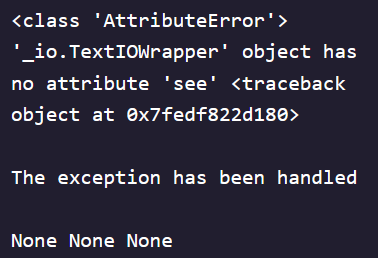 <class 'AttributeError'>
'_io.TextIOWrapper' object has
no attribute 'see' <traceback
object at 0x7fedf822d180>
The exception has been handled
None None None